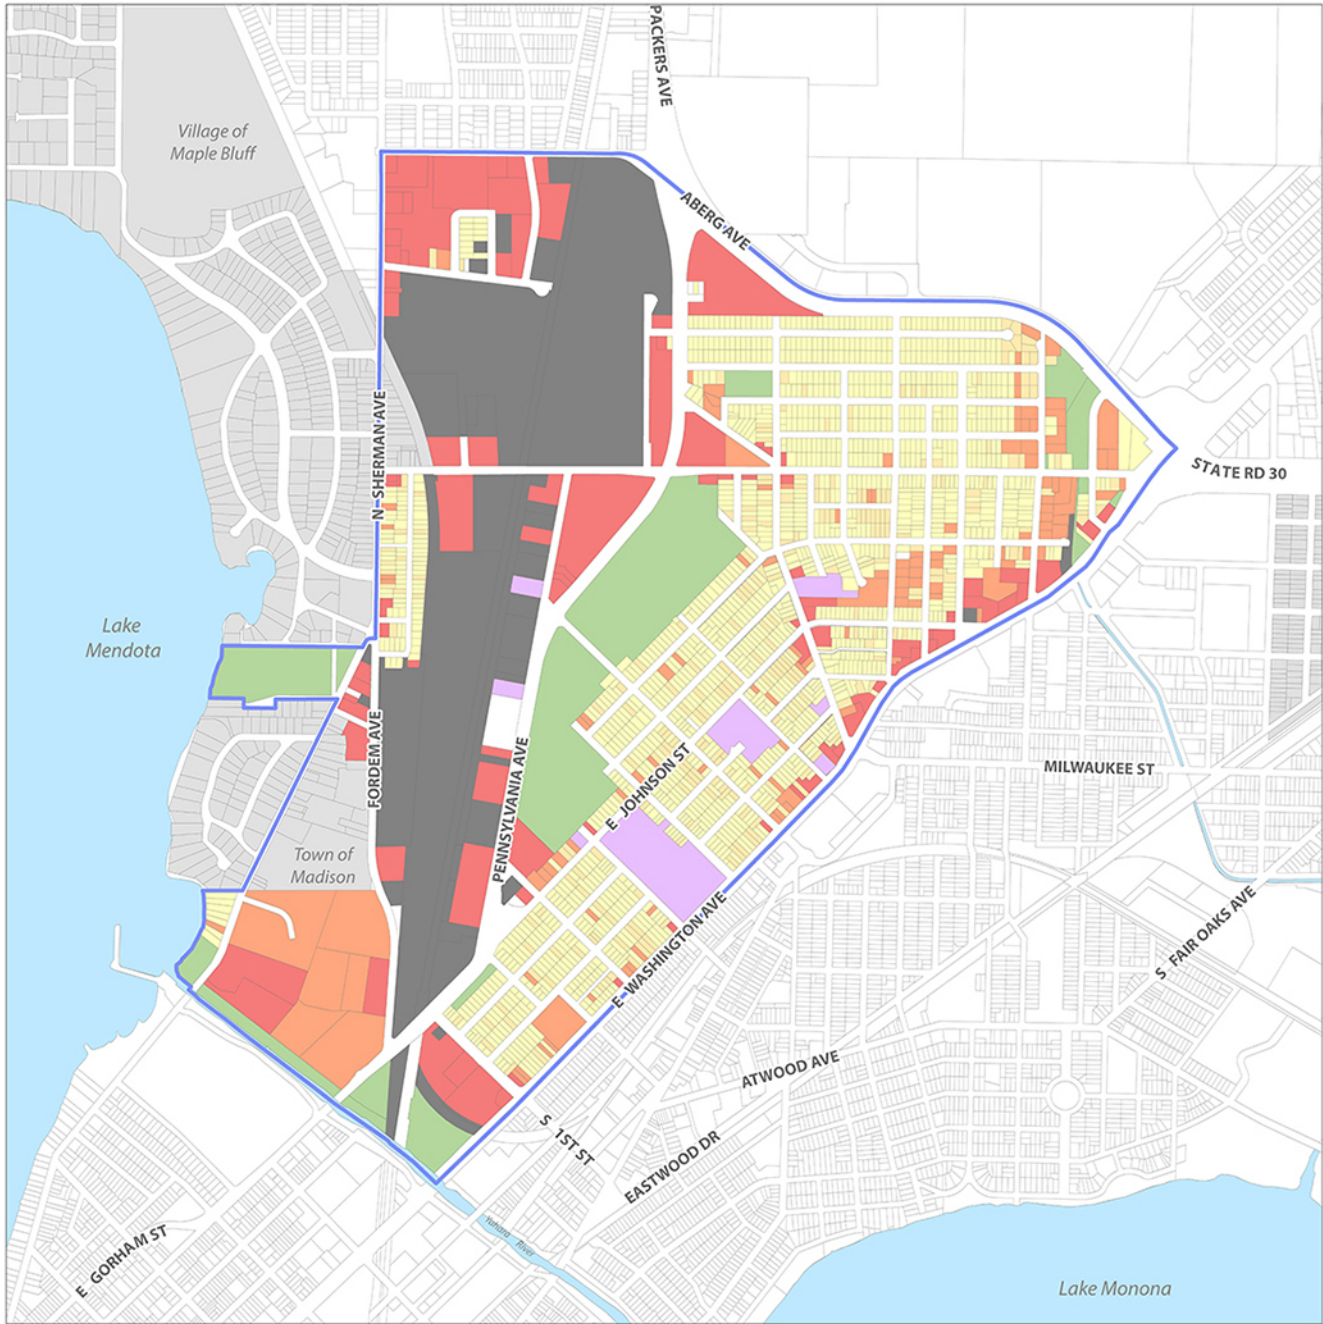 PACKERS AVE
Village of
Maple Bluff
ABERG AVE
N SHERMAN AVE
STATE RD 30
Lake
Mendota
FORDEM AVE
PENNSYLVANIA AVE
E JOHNSON ST
MILWAUKEE ST
Town of
Madison
E WASHINGTON AVE
S FAIR OAKS AVE
ATWOOD AVE
S 1ST ST
EASTWOOD DR
E GORHAM ST
Yahara River
Lake Monona